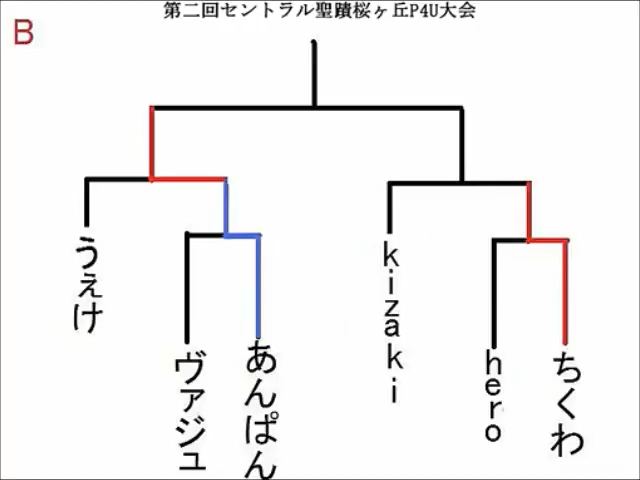 第二回セントラル聖蹟桜ヶ丘P4U大会
B
うぇけ
ヴァジュ
あんぱん
kizaki
hero
ちくわ